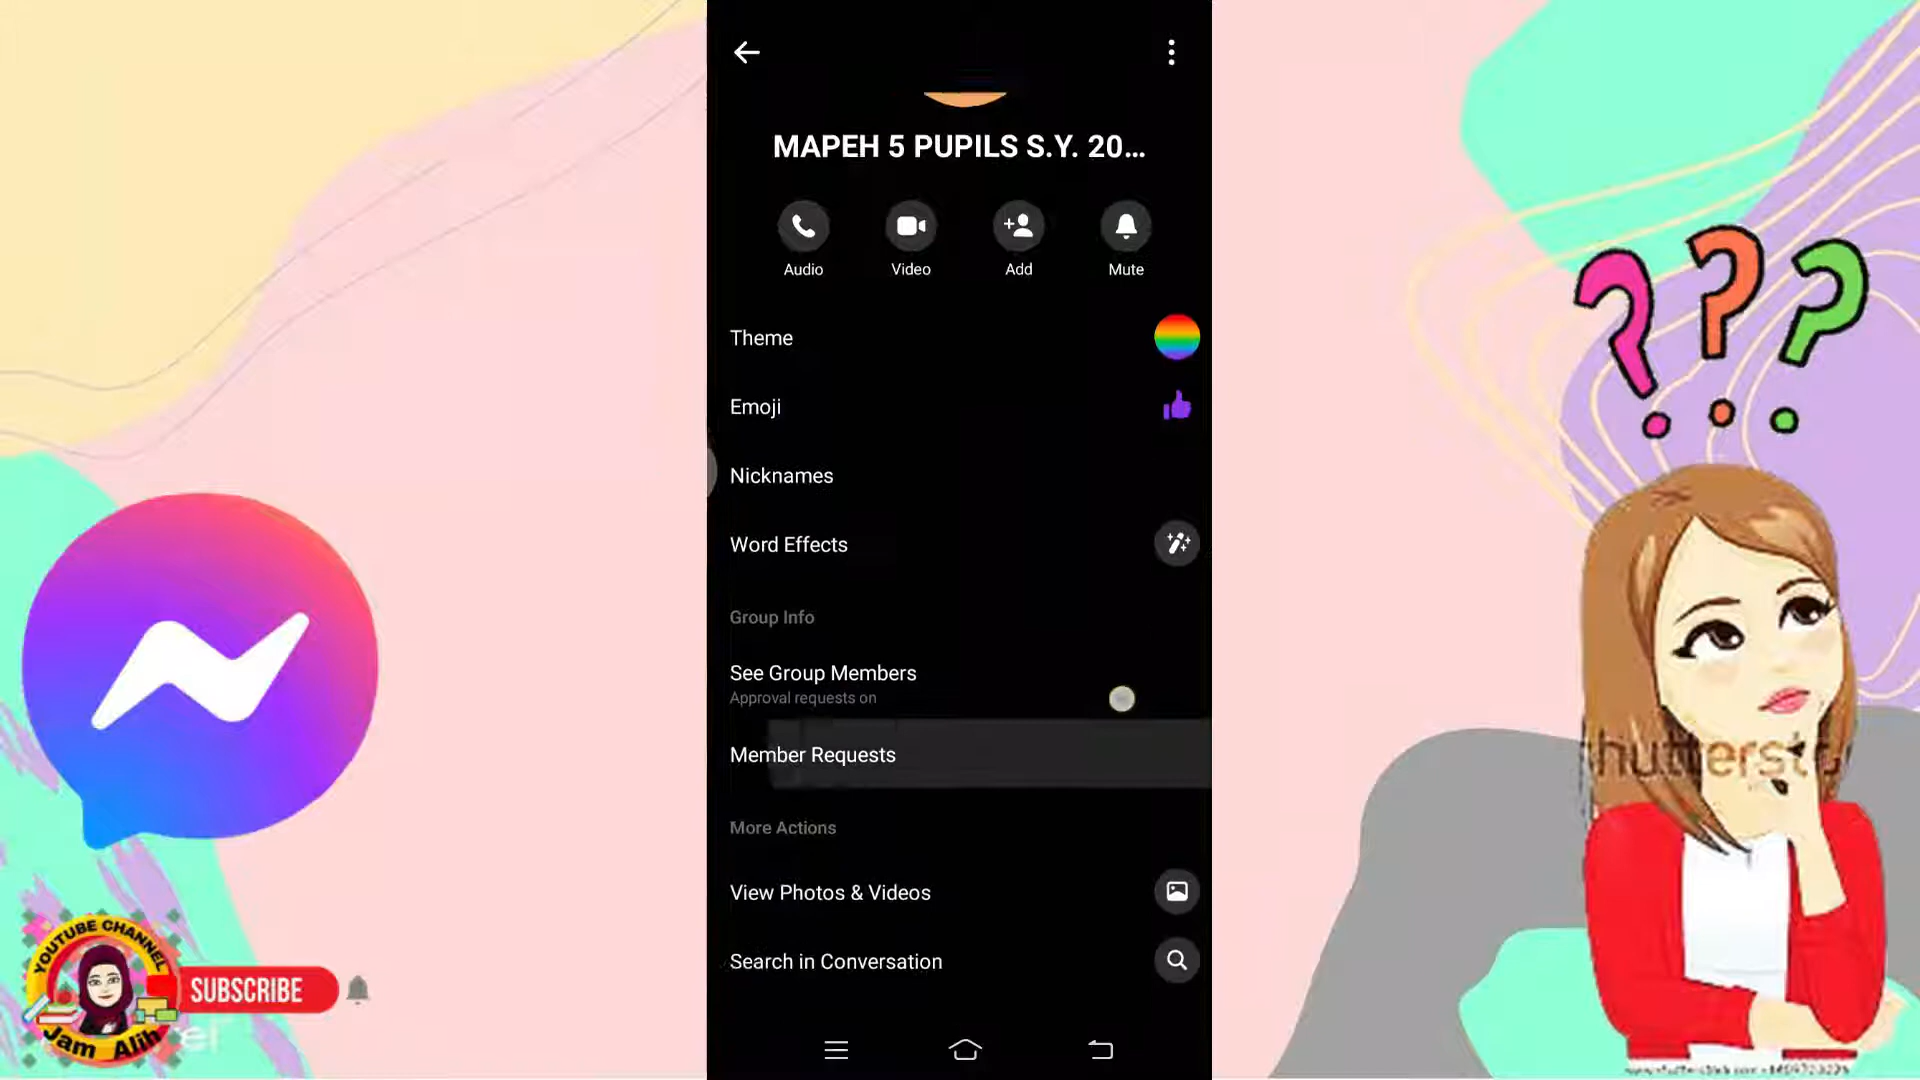 MAPEH 5 PUPILS S.Y. 20...
Audio
Video
Add
Mute
Theme
Emoji
Nicknames
Word Effects
Group Info
See Group Members
Approval requests on
Member Requests
More Actions
View Photos & Videos
Search in Conversation
YOUTUBE CHANNEL
Jam Alih
SUBSCRIBE
???